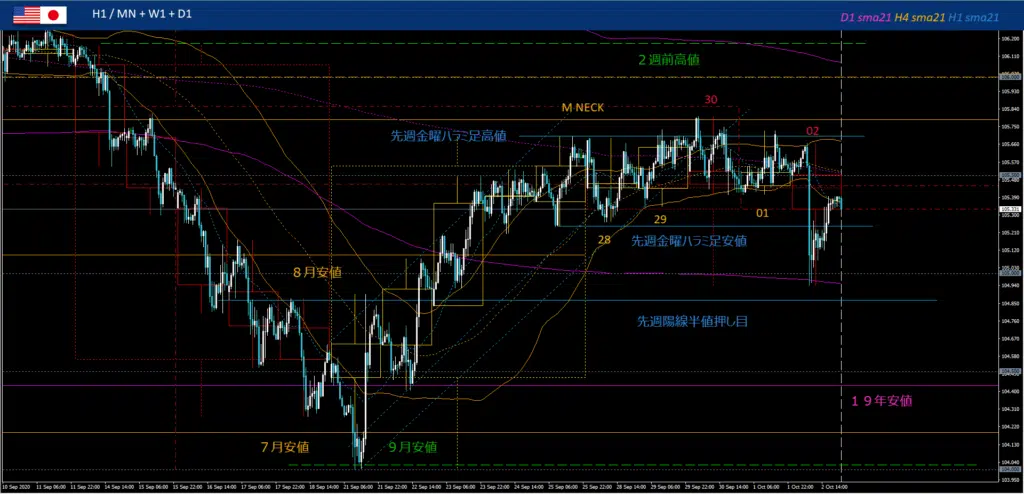 H1 / MN + W1 + D1
D1 sma21 H4 sma21 H1 sma21
106.200
106.110
２週前高値
105.930
M NECK
30
105.840
先週金曜ハラミ足高値
02
105.750
105.660
105.570
105.480
105.390
01
105.300
29
28
先週金曜ハラミ足安値
105.210
105.120
８月安値
105.030
104.940
104.850
先週陽線半値押し目
104.760
104.670
104.580
104.490
104.400
１９年安値
104.310
104.220
７月安値
９月安値
104.130
104.040
103.950
10 Sep 2020
11 Sep 06:00
11 Sep 22:00
14 Sep 14:00
15 Sep 06:00
15 Sep 22:00
16 Sep 14:00
17 Sep 06:00
17 Sep 22:00
18 Sep 14:00
21 Sep 06:00
21 Sep 22:00
22 Sep 14:00
23 Sep 06:00
23 Sep 22:00
24 Sep 14:00
25 Sep 06:00
25 Sep 22:00
28 Sep 14:00
29 Sep 06:00
29 Sep 22:00
30 Sep 14:00
1 Oct 06:00
1 Oct 22:00
2 Oct 14:00